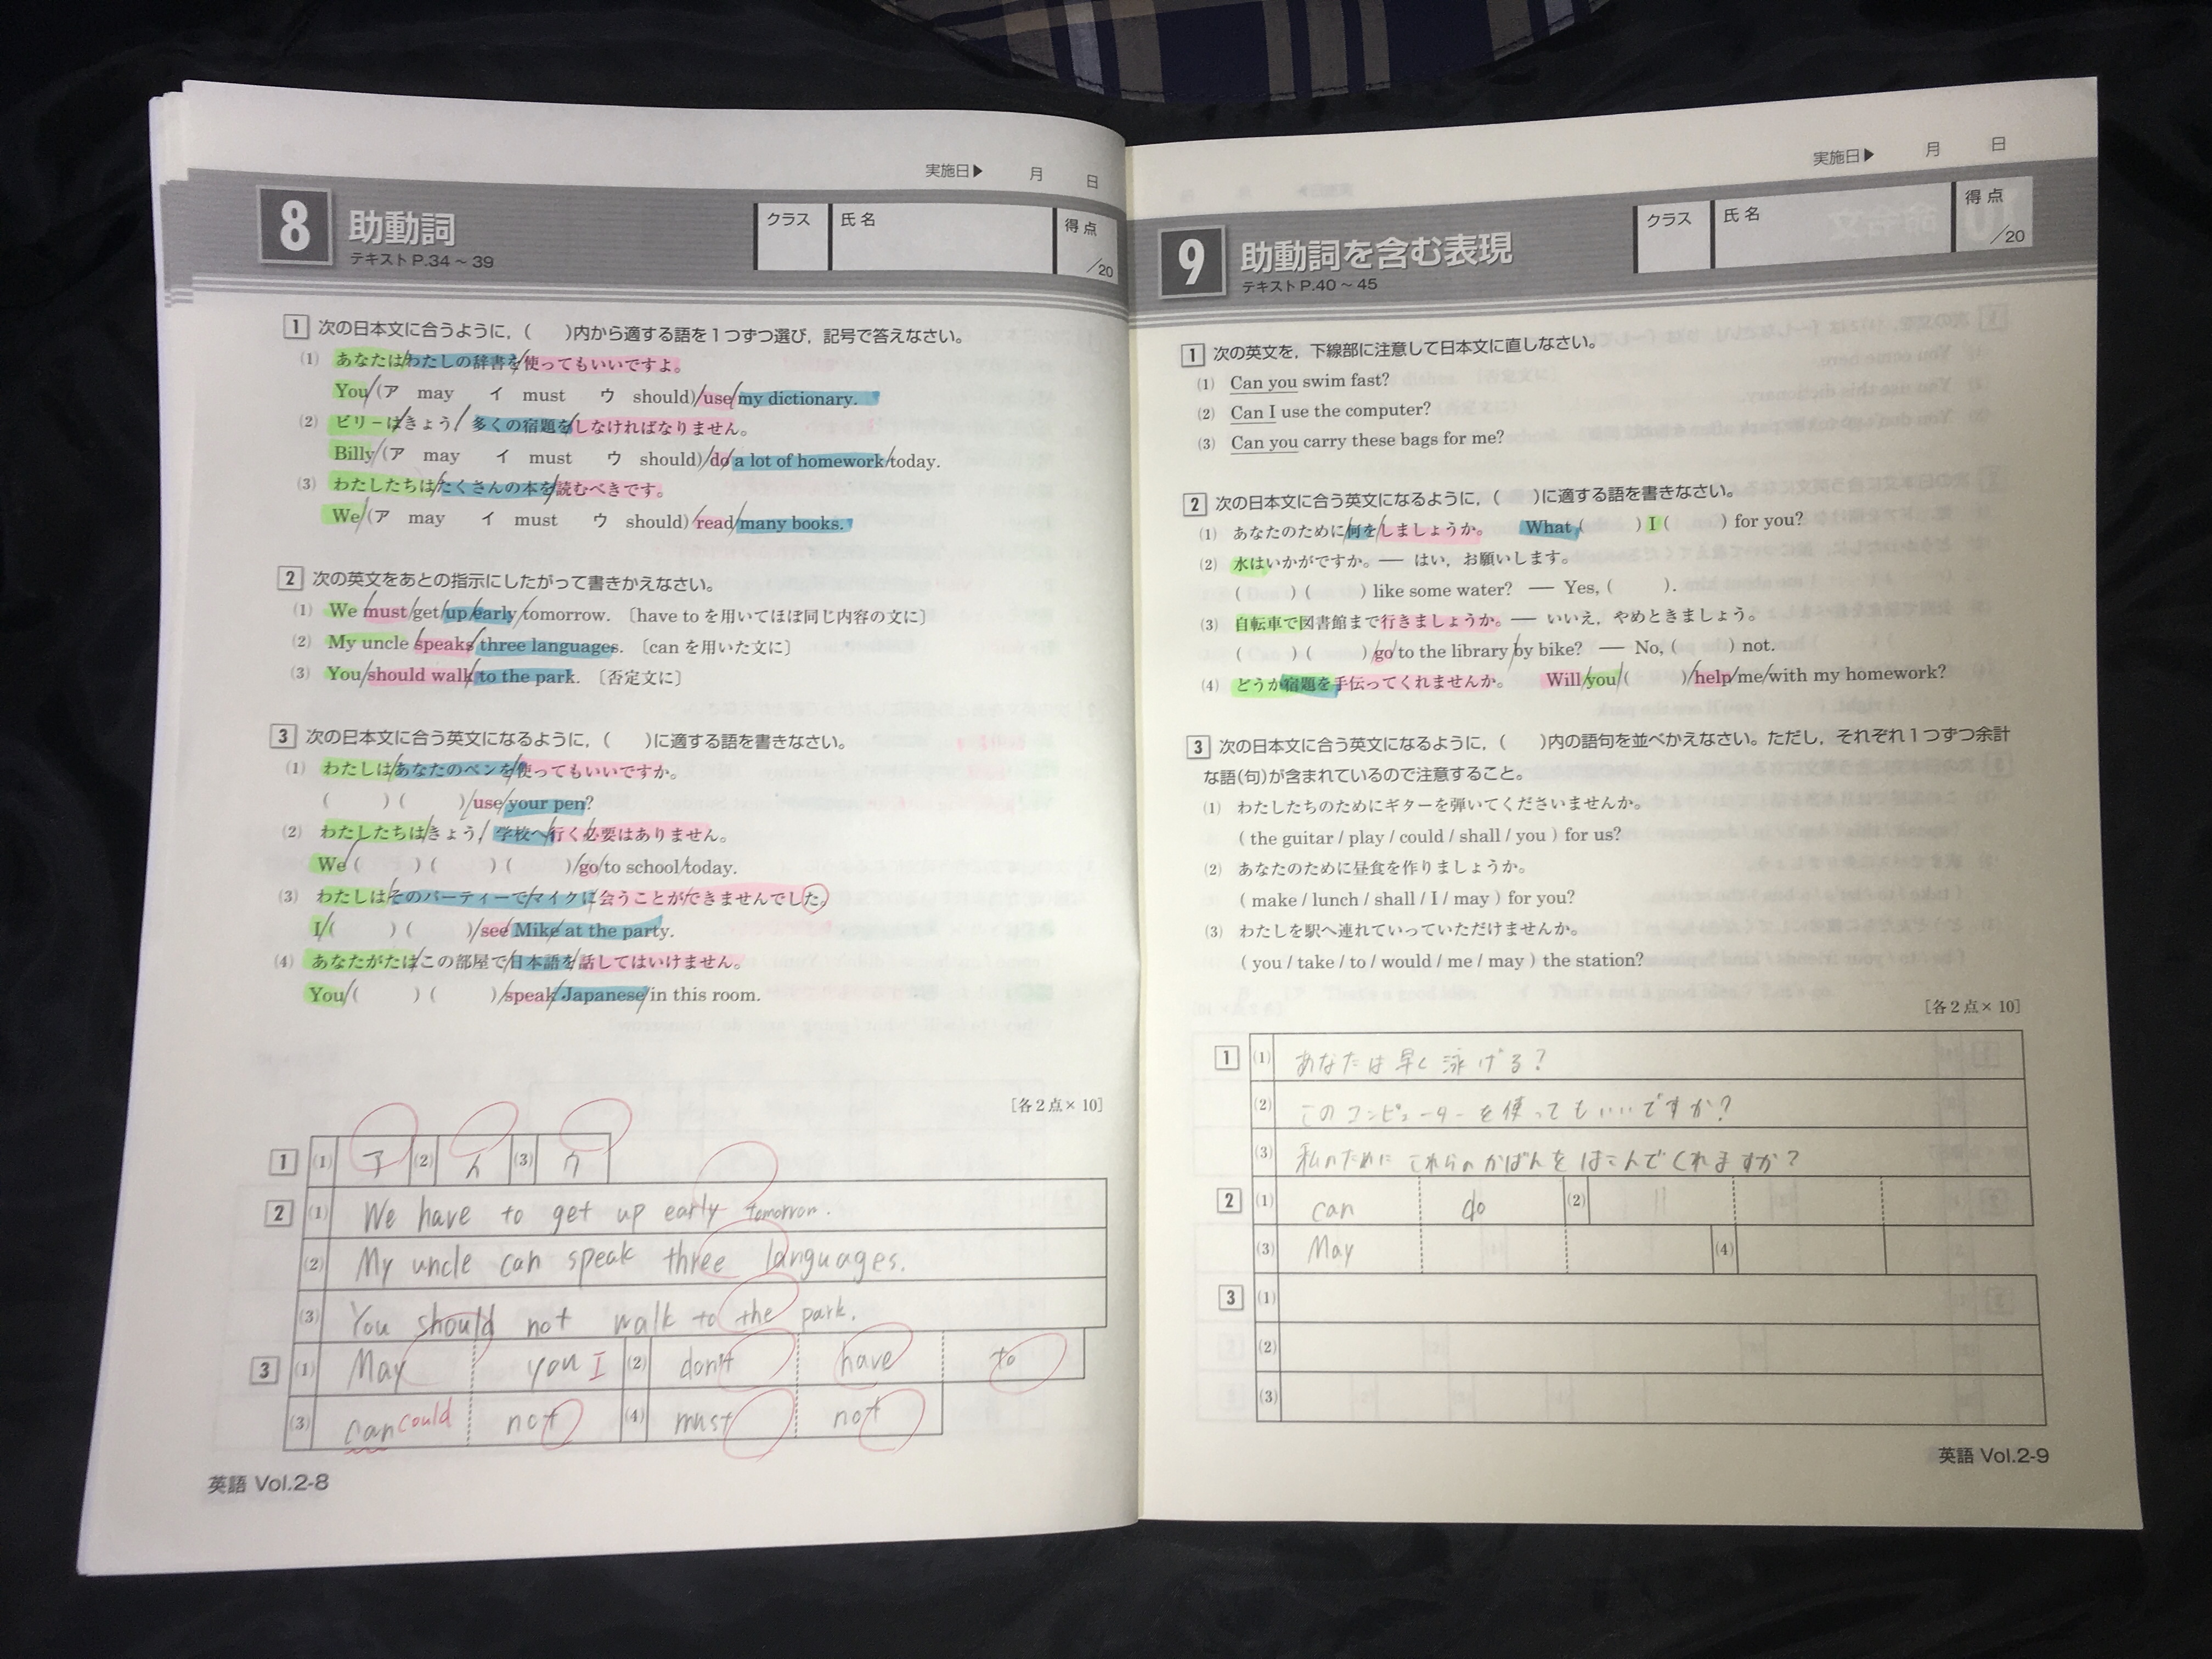 実施日▶ 月 日
8 助動詞
テキストP.34～39
クラス 氏名 得点 /20
1 次の日本文に合うように，( )内から適する語を1つずつ選び，記号で答えなさい。
(1) あなたはわたしの辞書を使ってもいいですよ。
You (ア may イ must ウ should) use my dictionary.
(2) ビリーはきょう，多くの宿題をしなければなりません。
Billy (ア may イ must ウ should) do a lot of homework today.
(3) わたしたちはたくさんの本を読むべきです。
We (ア may イ must ウ should) read many books.
2 次の英文をあとの指示にしたがって書きかえなさい。
(1) We must get up early tomorrow. 〔have to を用いてほぼ同じ内容の文に〕
(2) My uncle speaks three languages. 〔can を用いた文に〕
(3) You should walk to the park. 〔否定文に〕
3 次の日本文に合う英文になるように，( )に適する語を書きなさい。
(1) わたしはあなたのペンを使ってもいいですか。
( ) ( ) use your pen?
(2) わたしたちはきょう，学校へ行く必要はありません。
We ( ) ( ) ( ) go to school today.
(3) わたしはそのパーティーでマイクに会うことができませんでした。
I ( ) ( ) see Mike at the party.
(4) あなたがたはこの部屋で日本語を話してはいけません。
You ( ) ( ) speak Japanese in this room.
［各2点×10］
1 (1) ア (2) イ (3) ウ
2 (1) We have to get up early tomorrow.
(2) My uncle can speak three languages.
(3) You should not walk to the park.
3 (1) May you I (2) don't have to
(3) can could not (4) must not
英語 Vol.2-8
実施日▶ 月 日
9 助動詞を含む表現
テキストP.40～45
クラス 氏名 得点 /20
1 次の英文を，下線部に注意して日本文に直しなさい。
(1) Can you swim fast?
(2) Can I use the computer?
(3) Can you carry these bags for me?
2 次の日本文に合う英文になるように，( )に適する語を書きなさい。
(1) あなたのために何をしましょうか。 What ( ) I ( ) for you?
(2) 水はいかがですか。― はい，お願いします。
( ) ( ) like some water? ― Yes, ( ).
(3) 自転車で図書館まで行きましょうか。― いいえ，やめときましょう。
( ) ( ) go to the library by bike? ― No, ( ) not.
(4) どうか宿題を手伝ってくれませんか。 Will you ( ) help me with my homework?
3 次の日本文に合う英文になるように，( )内の語句を並べかえなさい。ただし，それぞれ1つずつ余計
な語(句)が含まれているので注意すること。
(1) わたしたちのためにギターを弾いてくださいませんか。
( the guitar / play / could / shall / you ) for us?
(2) あなたのために昼食を作りましょうか。
( make / lunch / shall / I / may ) for you?
(3) わたしを駅へ連れていっていただけませんか。
( you / take / to / would / me / may ) the station?
［各2点×10］
1 (1) あなたは早く泳げる?
(2) このコンピューターを使ってもいいですか?
(3) 私のために これらのかばんを はこんでくれますか?
2 (1) can do (2)
(3) May (4)
3 (1)
(2)
(3)
英語 Vol.2-9